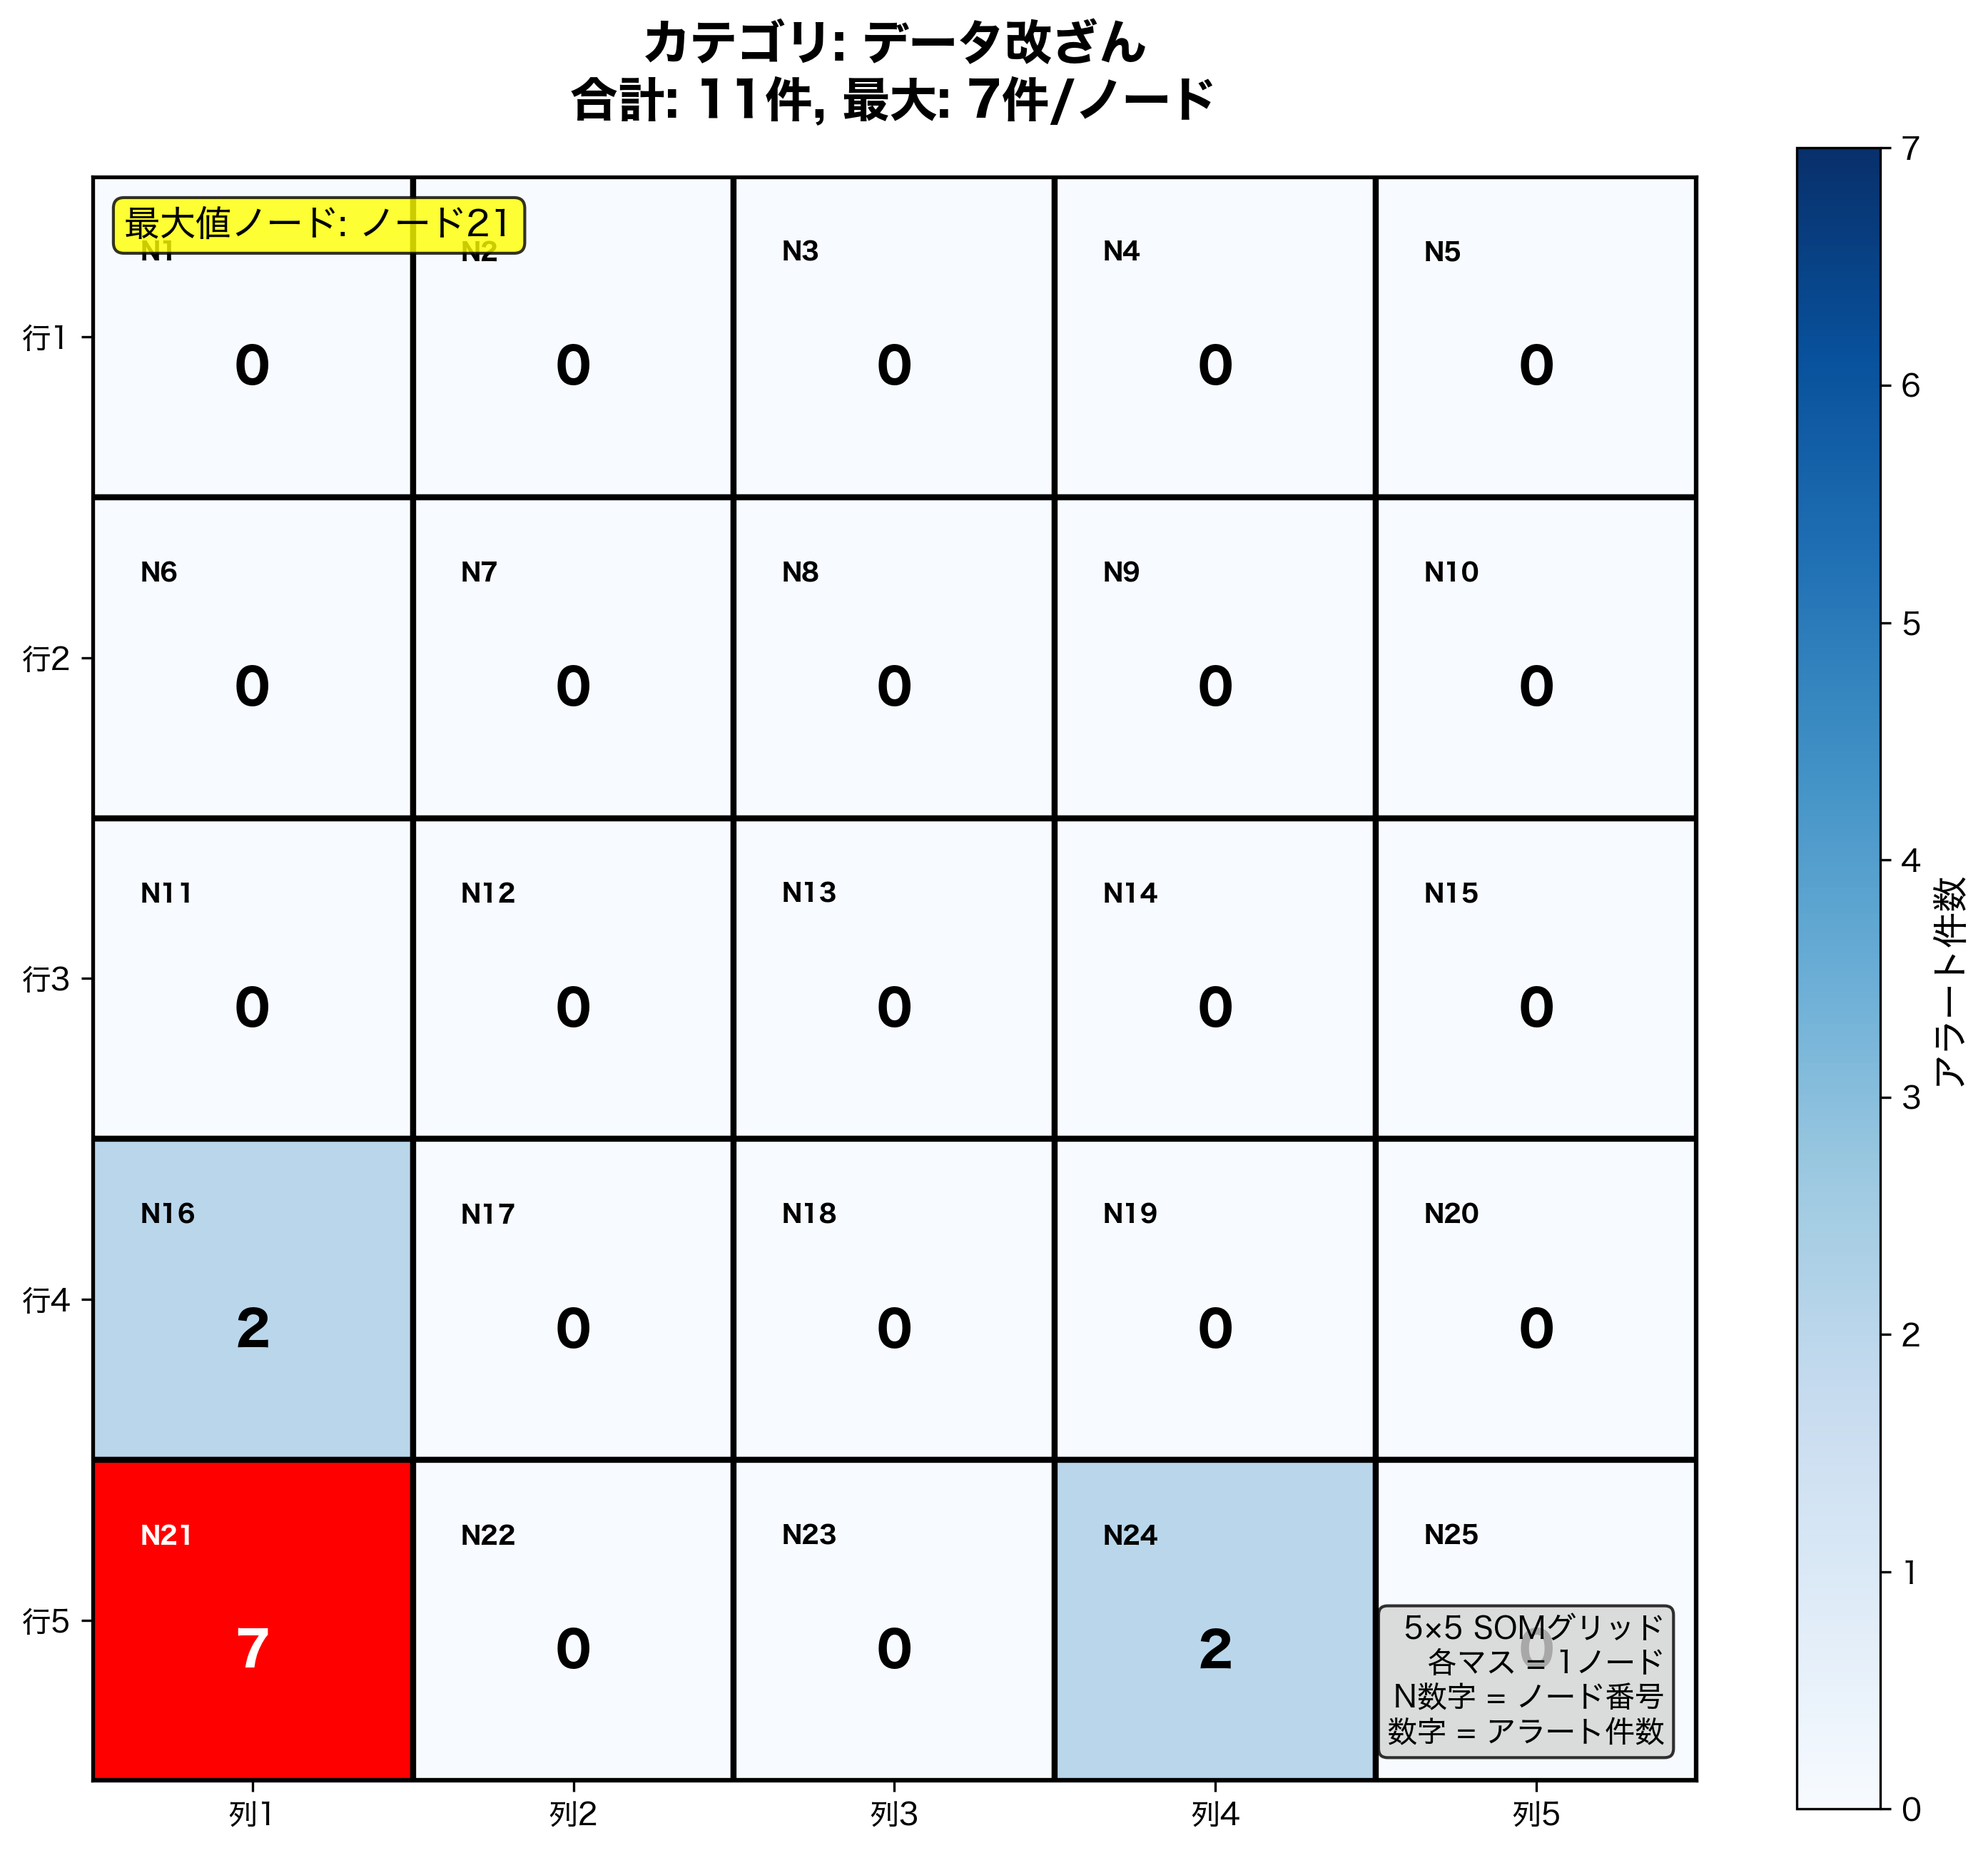 カテゴリ: データ改ざん
合計: 11件, 最大: 7件/ノード
最大値ノード: ノード21
N1
N2
N3
N4
N5
行1
0
0
0
0
0
N6
N7
N8
N9
N10
行2
0
0
0
0
0
N11
N12
N13
N14
N15
行3
0
0
0
0
0
N16
N17
N18
N19
N20
行4
2
0
0
0
0
N21
N22
N23
N24
N25
行5
7
0
0
2
0
5×5 SOMグリッド
各マス = 1ノード
N数字 = ノード番号
数字 = アラート件数
列1
列2
列3
列4
列5
7
6
5
4
3
2
1
0
アラート件数